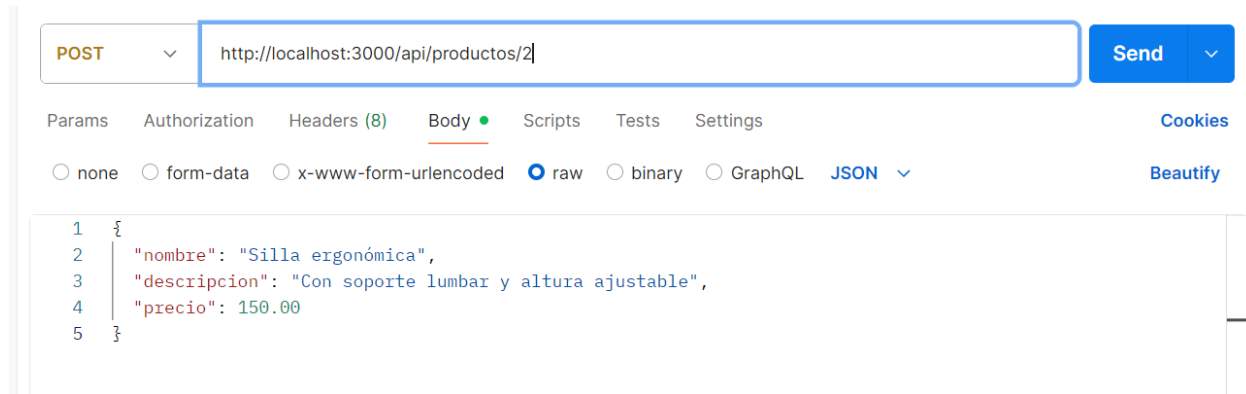 POST http://localhost:3000/api/productos/2 Send
Params Authorization Headers (8) Body Scripts Tests Settings Cookies
none form-data x-www-form-urlencoded raw binary GraphQL JSON Beautify
1 {
2 "nombre": "Silla ergonómica",
3 "descripcion": "Con soporte lumbar y altura ajustable",
4 "precio": 150.00
5 }